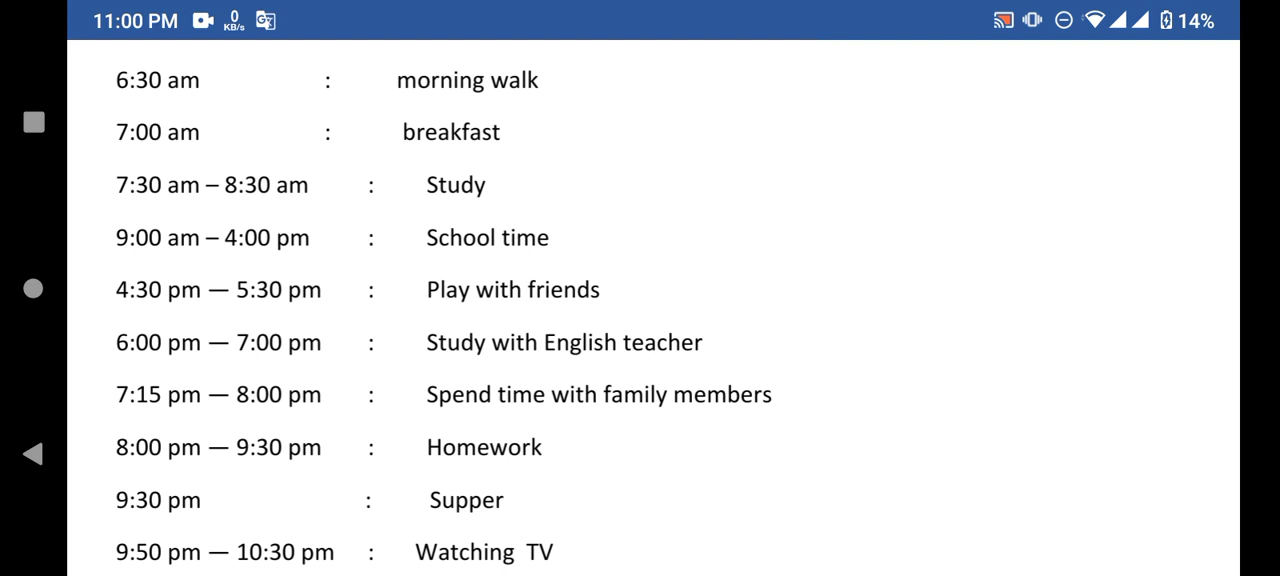 11:00 PM 0 KB/s 14%
6:30 am : morning walk
7:00 am : breakfast
7:30 am – 8:30 am : Study
9:00 am – 4:00 pm : School time
4:30 pm — 5:30 pm : Play with friends
6:00 pm — 7:00 pm : Study with English teacher
7:15 pm — 8:00 pm : Spend time with family members
8:00 pm — 9:30 pm : Homework
9:30 pm : Supper
9:50 pm — 10:30 pm : Watching TV